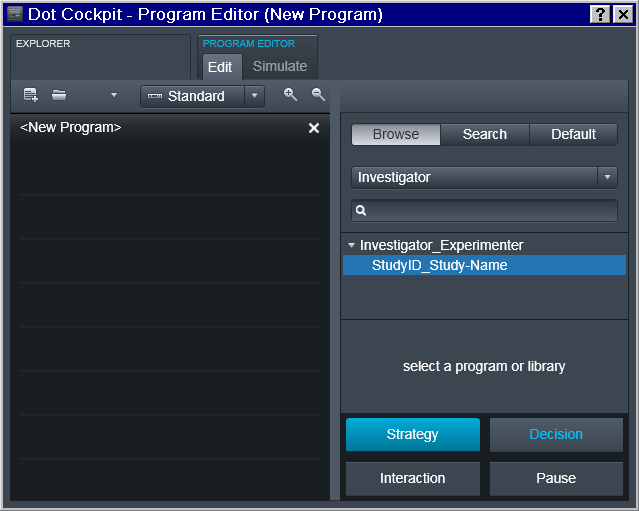 Dot Cockpit - Program Editor (New Program)
EXPLORER
PROGRAM EDITOR
Edit
Simulate
Standard
<New Program>
Browse
Search
Default
Investigator
Investigator_Experimenter
StudyID_Study-Name
select a program or library
Strategy
Decision
Interaction
Pause